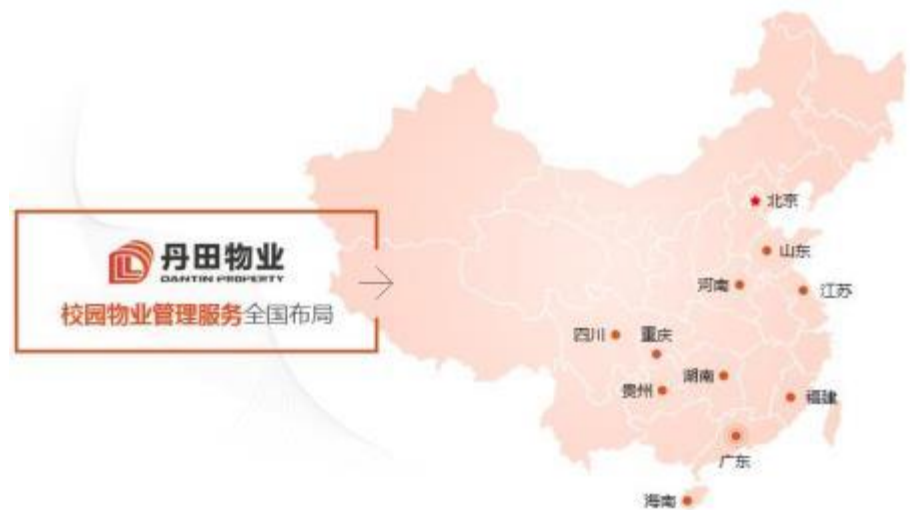 丹田物业
DANTIN PROPERTY
校园物业管理服务全国布局
北京
山东
河南
江苏
四川
重庆
湖南
贵州
福建
广东
海南